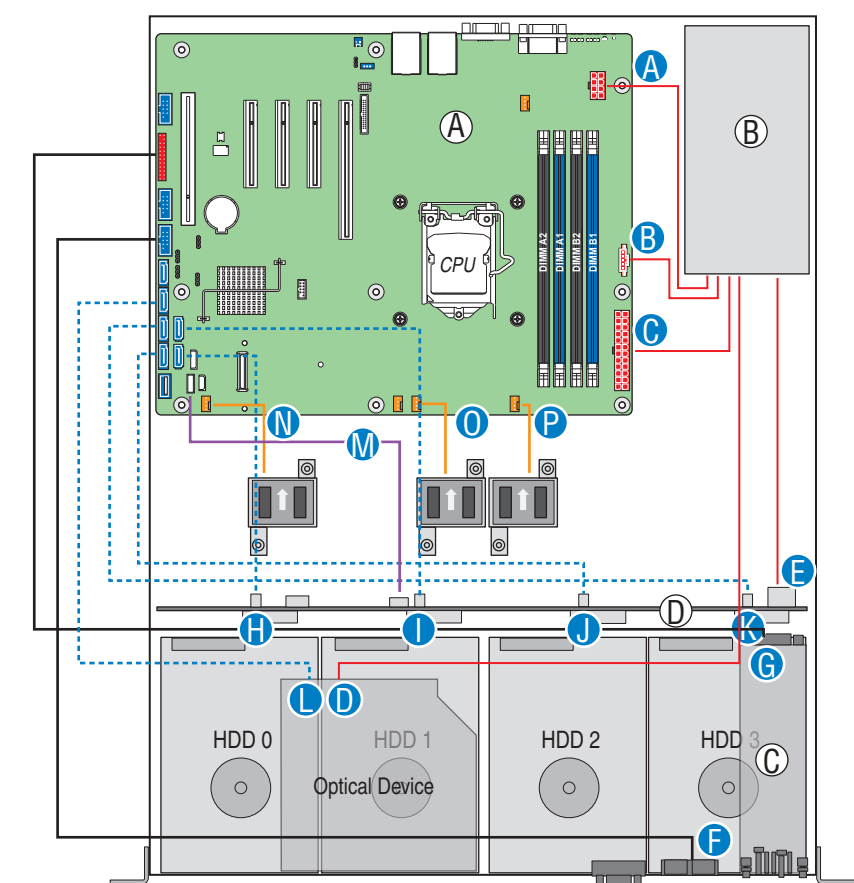 A
A
B
B
CPU
DIMM A2
DIMM A1
DIMM B2
DIMM B1
C
N
M
O
P
E
D
H
I
J
K
G
L
D
HDD 0
HDD 1
HDD 2
HDD 3
C
Optical Device
F